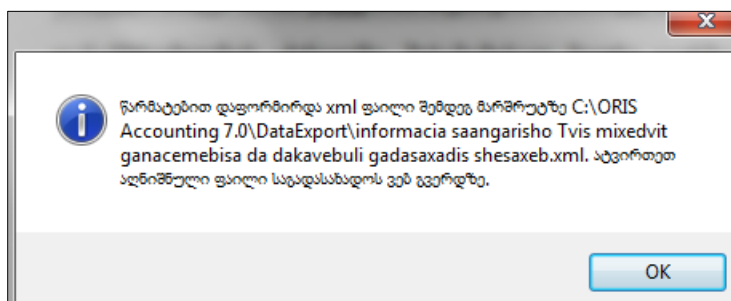 წარმატებით დაფორმირდა xml ფაილი შემდეგ მარშრუტზე C:\ORIS
Accounting 7.0\DataExport\informacia saangarisho Tvis mixedvit
ganacemebisa da dakavebuli gadasaxadis shesaxeb.xml. ატვირთეთ
აღნიშნული ფაილი საგადასახადოს ვებ გვერდზე.
OK